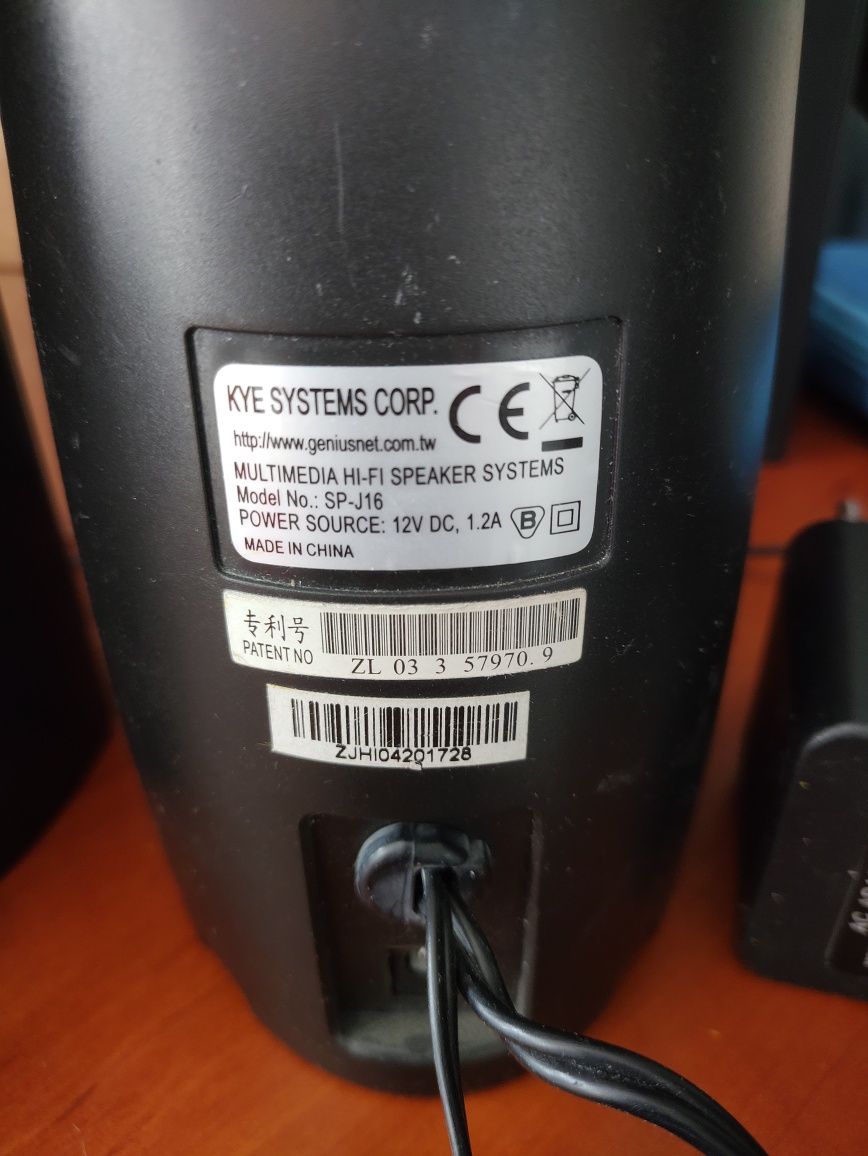 KYE SYSTEMS CORP.
CE
http://www.geniusnet.com.tw
MULTIMEDIA HI-FI SPEAKER SYSTEMS
Model No.: SP-J16
POWER SOURCE: 12V DC, 1.2A B
MADE IN CHINA
专利号
PATENT NO
ZL 03 3 57970. 9
ZJHI04201728